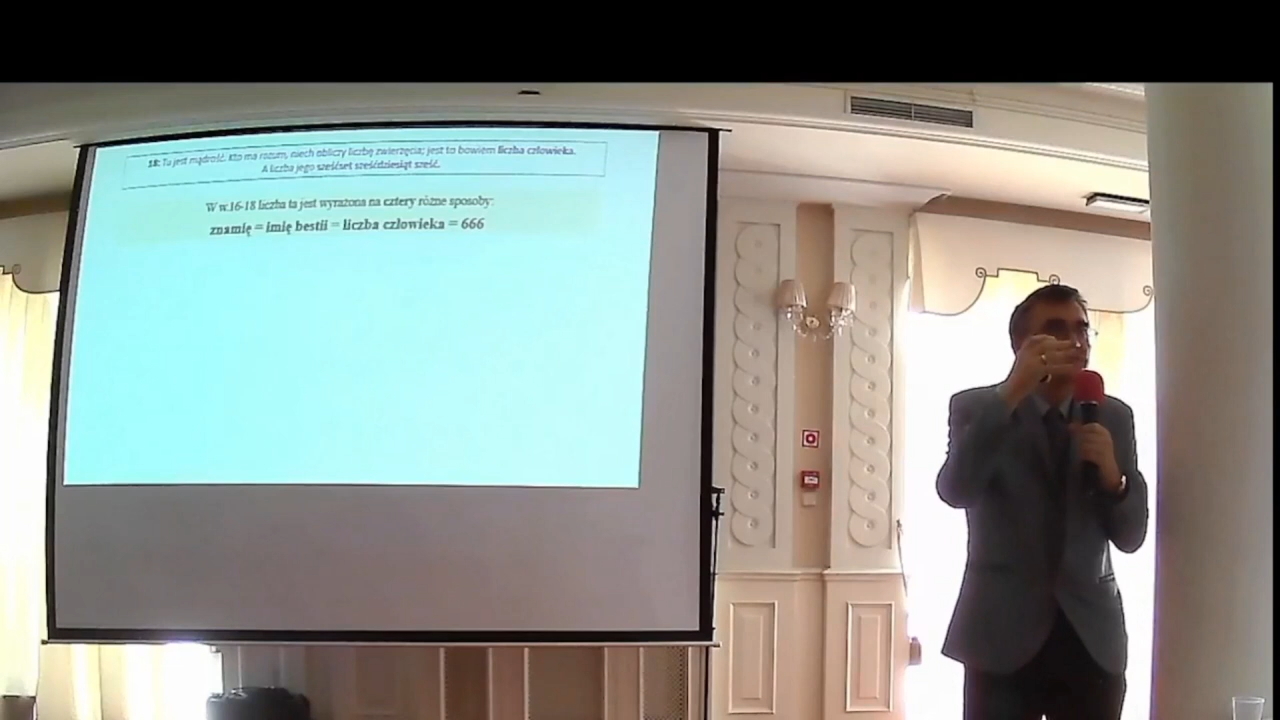 18: Tu jest mądrość. Kto ma rozum, niech obliczy liczbę zwierzęcia; jest to bowiem liczba człowieka.
A liczba jego sześćset sześćdziesiąt sześć.
W w.16-18 liczba ta jest wyrażona na cztery różne sposoby:
znamię = imię bestii = liczba człowieka = 666